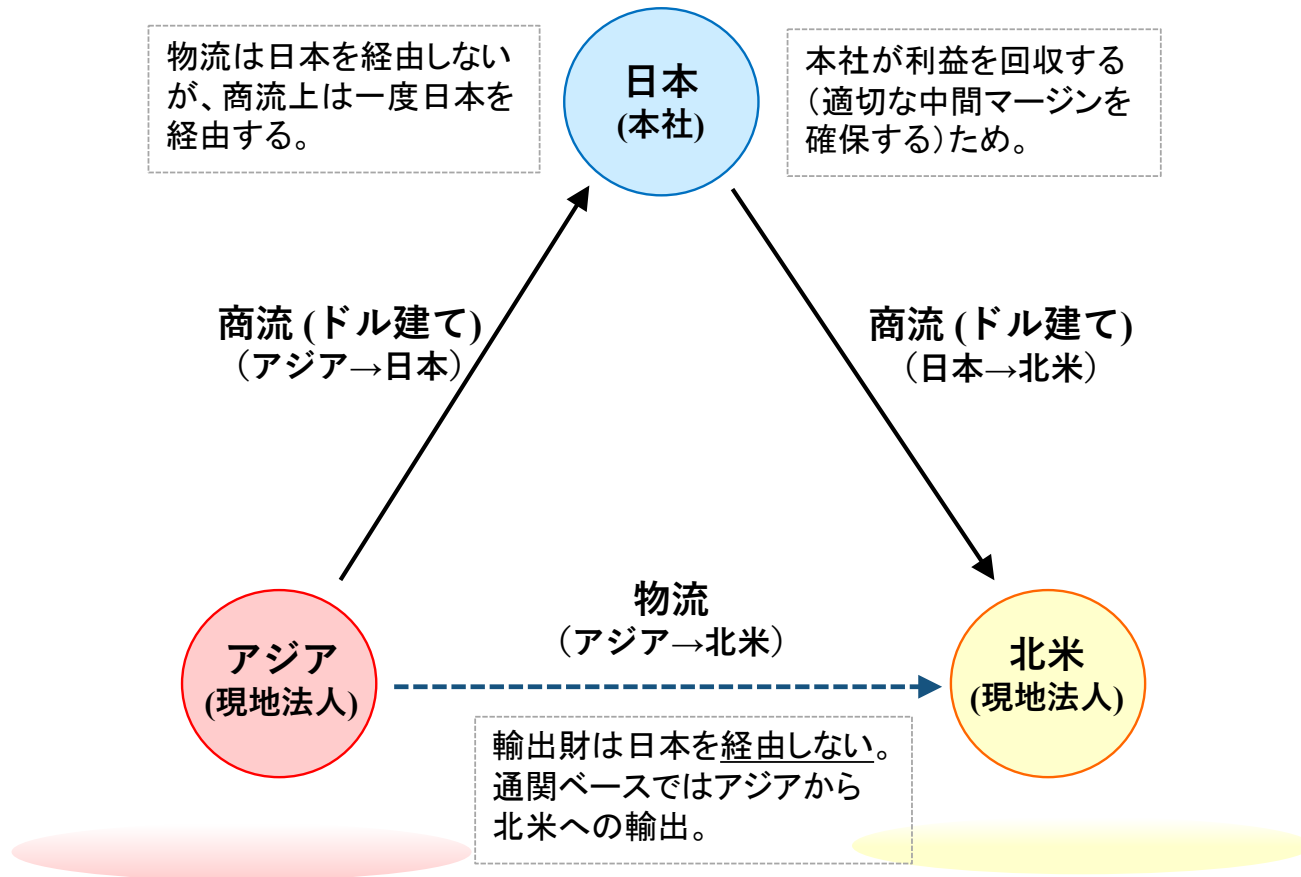 物流は日本を経由しない
が、商流上は一度日本を
経由する。
日本
(本社)
本社が利益を回収する
（適切な中間マージンを
確保する）ため。
商流 (ドル建て)
（アジア→日本）
商流 (ドル建て)
（日本→北米）
物流
（アジア→北米）
アジア
(現地法人)
北米
(現地法人)
輸出財は日本を経由しない。
通関ベースではアジアから
北米への輸出。